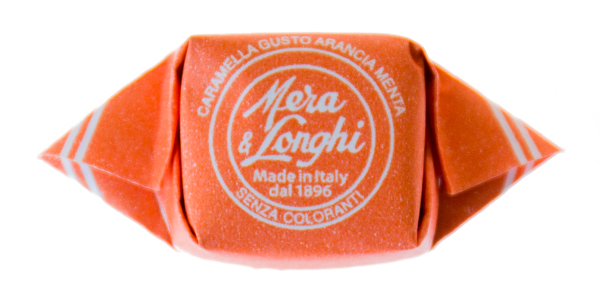 CARAMELLA GUSTO ARANCIA MENTA
Mera
& Longhi
Made in Italy
dal 1896
SENZA COLORANTI